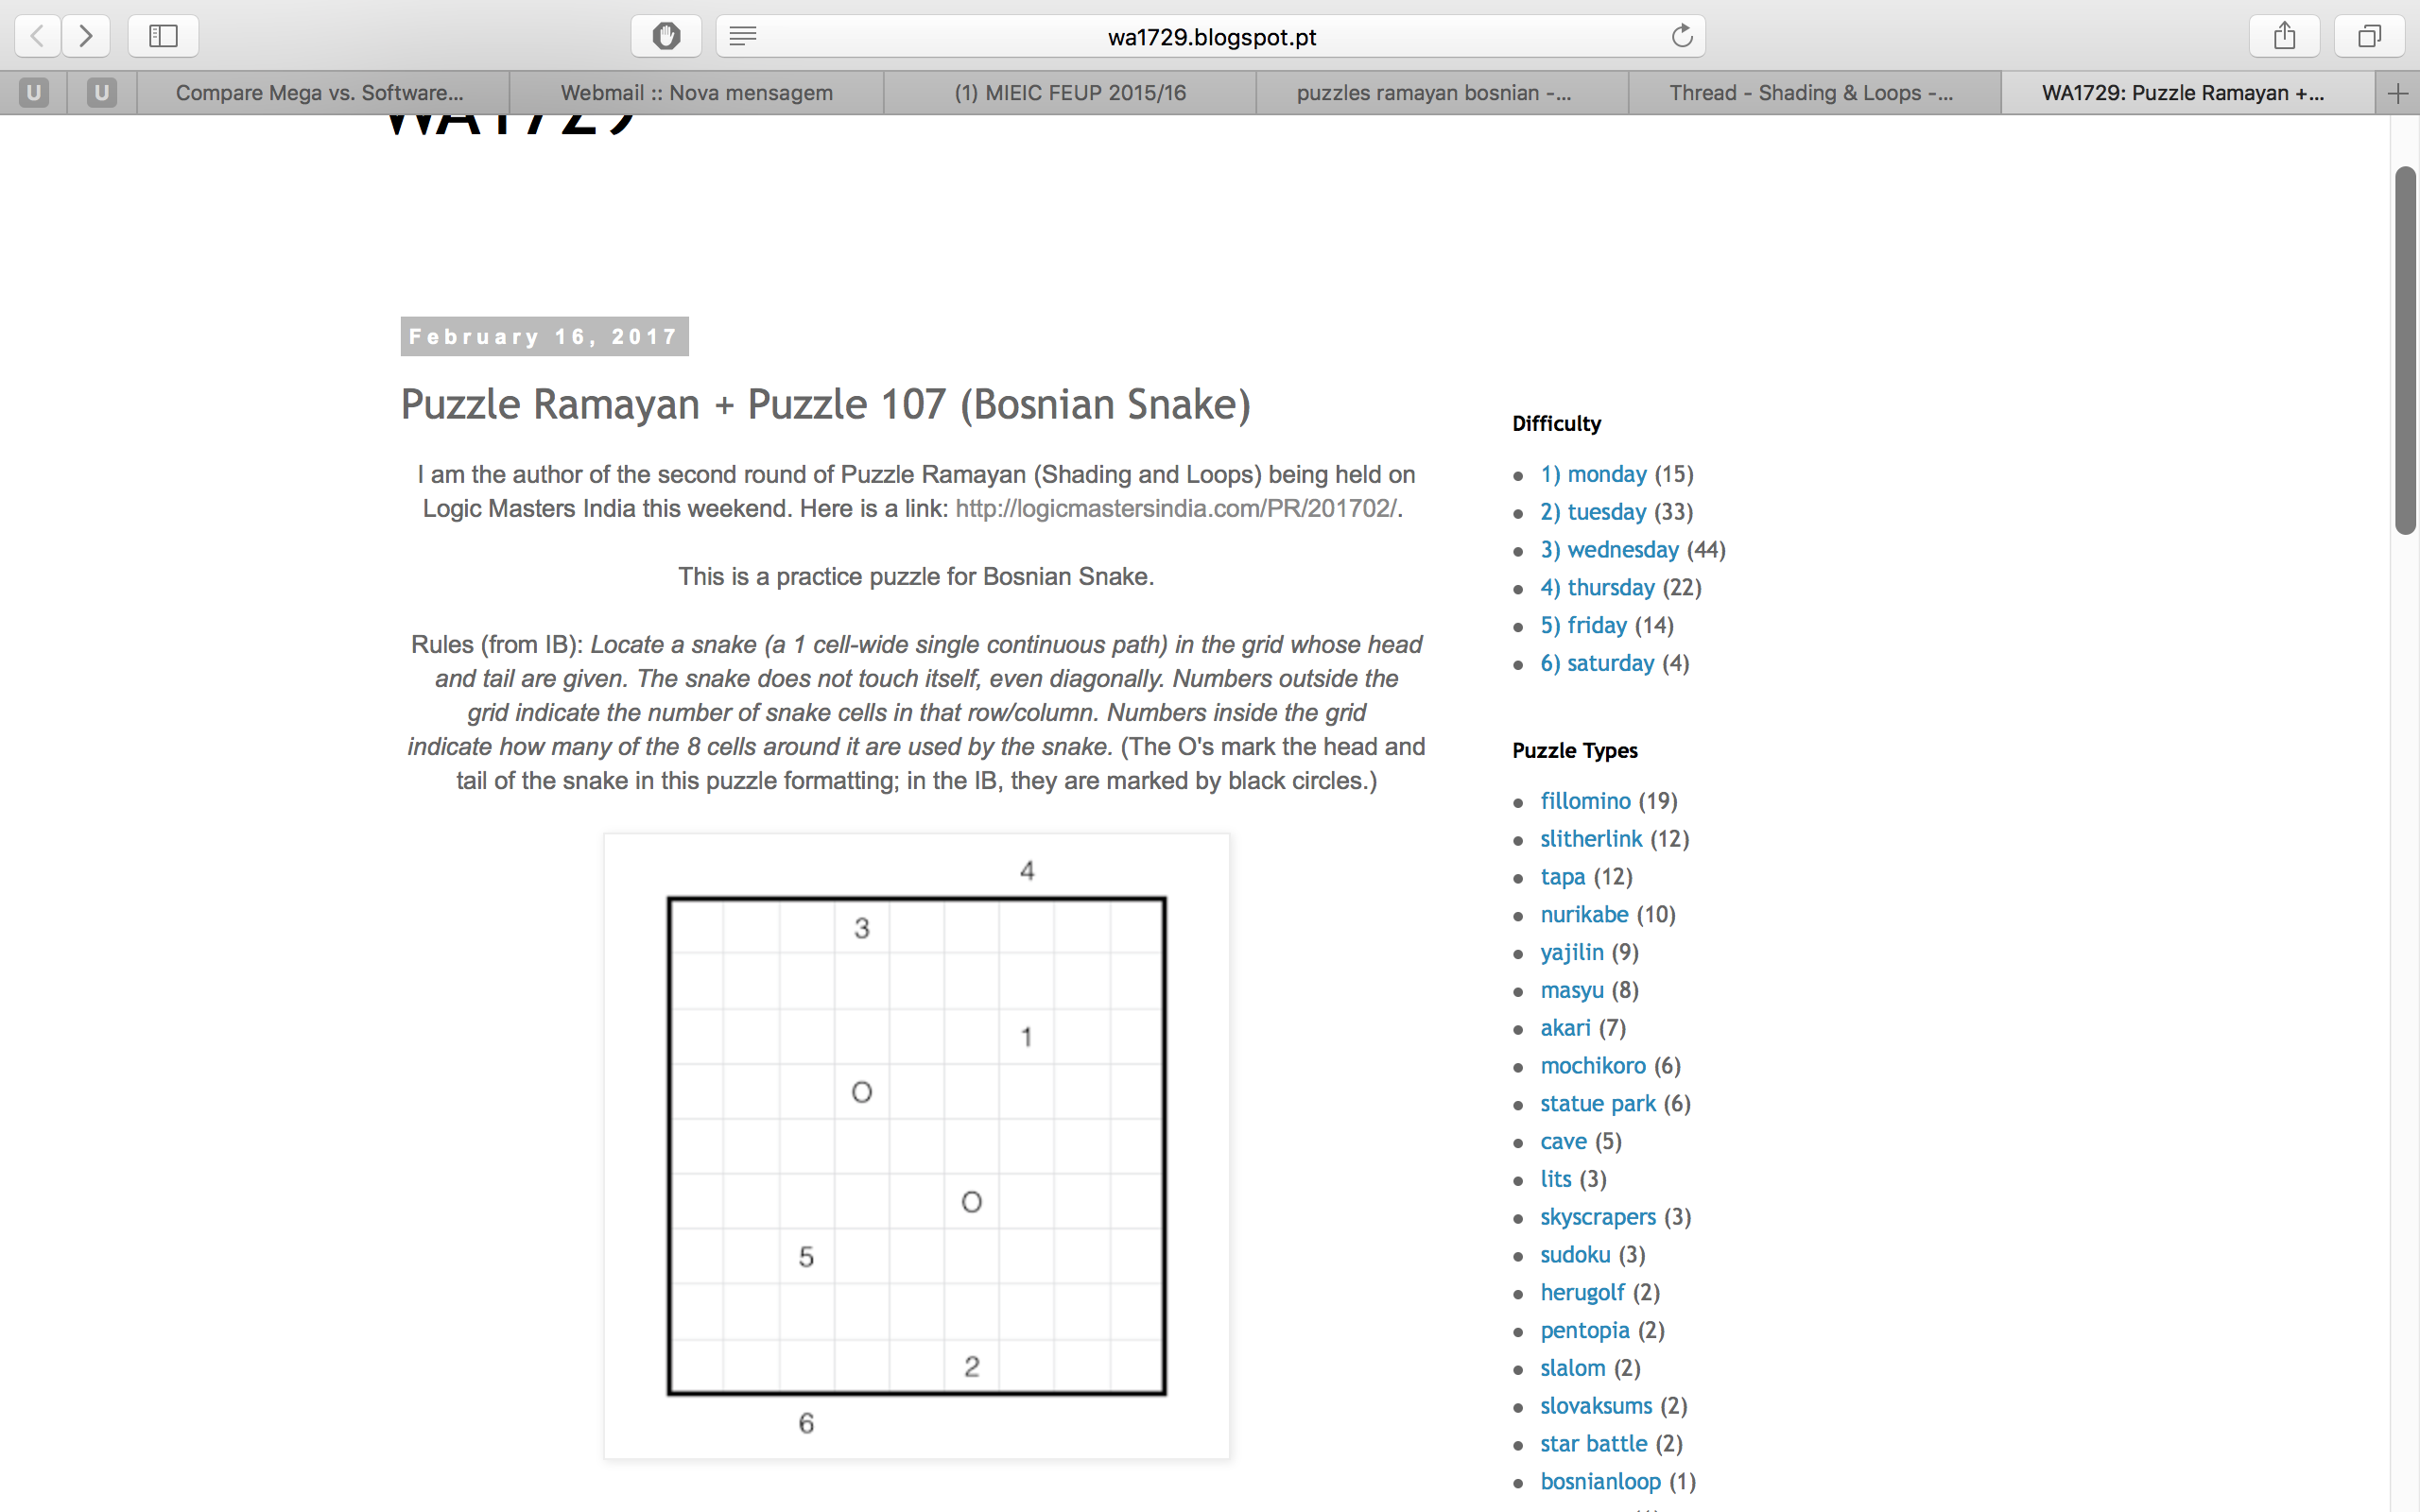 wa1729.blogspot.pt
U
U
Compare Mega vs. Software...
Webmail :: Nova mensagem
(1) MIEIC FEUP 2015/16
puzzles ramayan bosnian -...
Thread - Shading & Loops -...
WA1729: Puzzle Ramayan +...
WA1729
February 16, 2017
Puzzle Ramayan + Puzzle 107 (Bosnian Snake)
I am the author of the second round of Puzzle Ramayan (Shading and Loops) being held on
Logic Masters India this weekend. Here is a link: http://logicmastersindia.com/PR/201702/.
This is a practice puzzle for Bosnian Snake.
Rules (from IB): Locate a snake (a 1 cell-wide single continuous path) in the grid whose head
and tail are given. The snake does not touch itself, even diagonally. Numbers outside the
grid indicate the number of snake cells in that row/column. Numbers inside the grid
indicate how many of the 8 cells around it are used by the snake. (The O's mark the head and
tail of the snake in this puzzle formatting; in the IB, they are marked by black circles.)
4
3
1
O
O
5
2
6
Difficulty
1) monday (15)
2) tuesday (33)
3) wednesday (44)
4) thursday (22)
5) friday (14)
6) saturday (4)
Puzzle Types
fillomino (19)
slitherlink (12)
tapa (12)
nurikabe (10)
yajilin (9)
masyu (8)
akari (7)
mochikoro (6)
statue park (6)
cave (5)
lits (3)
skyscrapers (3)
sudoku (3)
herugolf (2)
pentopia (2)
slalom (2)
slovaksums (2)
star battle (2)
bosnianloop (1)